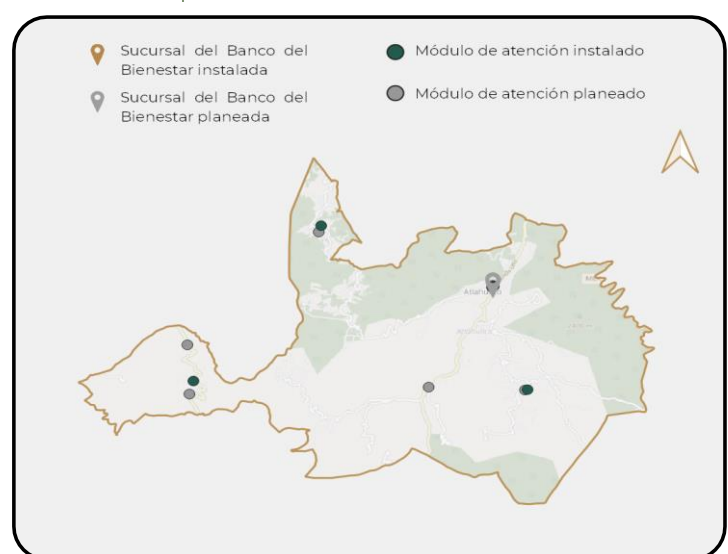 Sucursal del Banco del
Bienestar instalada
Sucursal del Banco del
Bienestar planeada
Módulo de atención instalado
Módulo de atención planeado